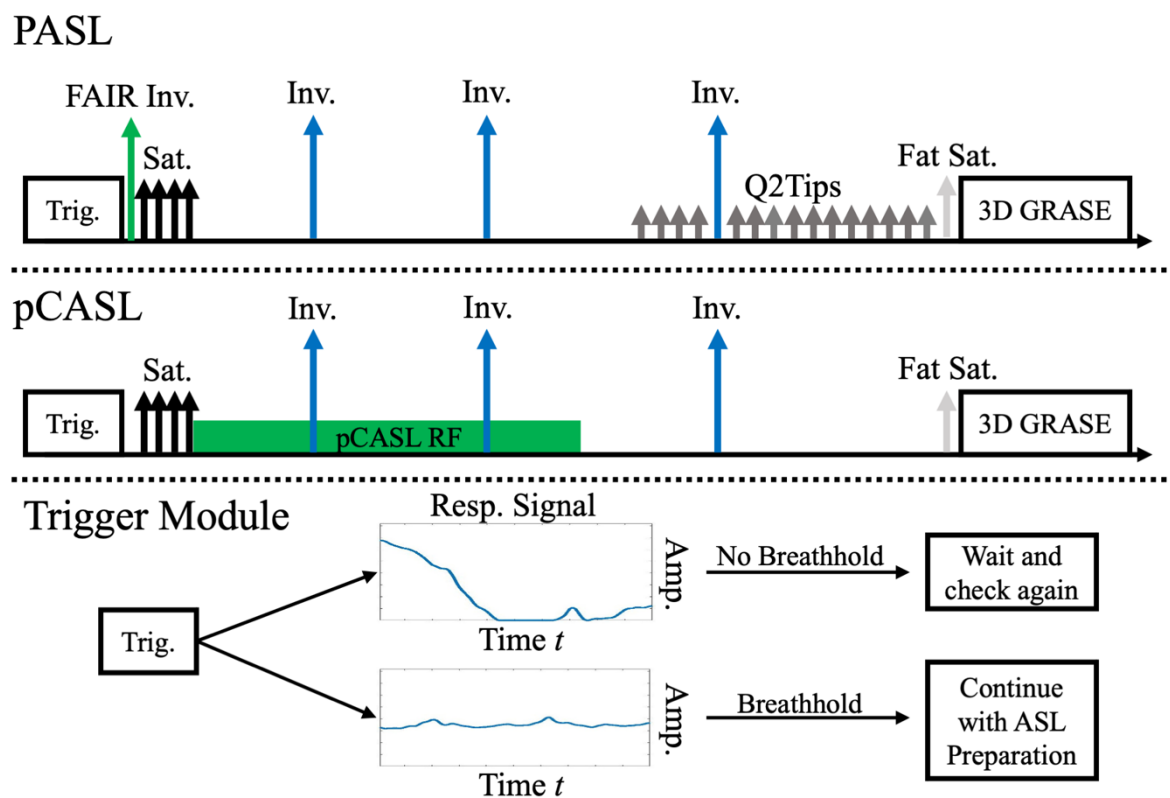 PASL
FAIR Inv.
Inv.
Inv.
Inv.
Sat.
Fat Sat.
Q2Tips
Trig.
3D GRASE
pCASL
Inv.
Inv.
Inv.
Sat.
Fat Sat.
Trig.
pCASL RF
3D GRASE
Trigger Module
Resp. Signal
Amp.
No Breathhold
Wait and
check again
Time t
Trig.
Amp.
Breathhold
Continue
with ASL
Preparation
Time t